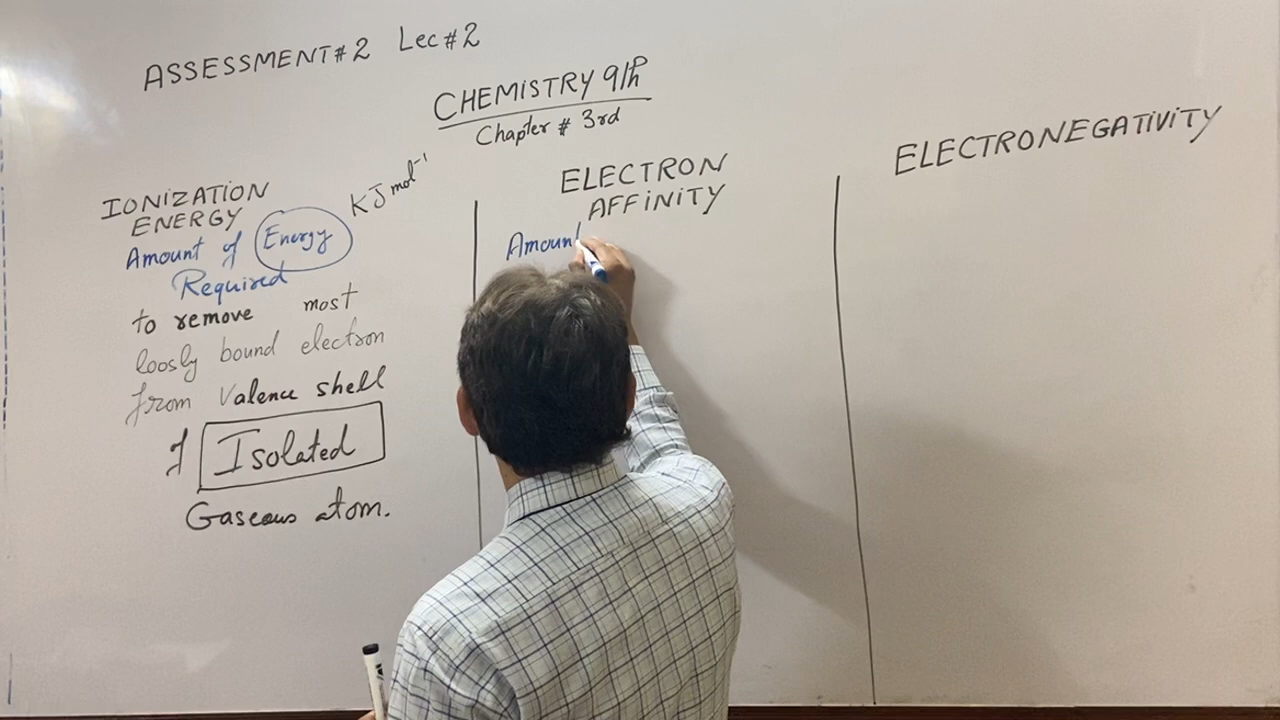 ASSESSMENT#2 Lec#2
CHEMISTRY 9th
Chapter # 3rd
IONIZATION
ENERGY
KJ mol⁻¹
Amount of Energy
Required
to remove most
loosly bound electron
from Valence shell
of Isolated
Gaseous atom.
ELECTRON
AFFINITY
Amount
ELECTRONEGATIVITY